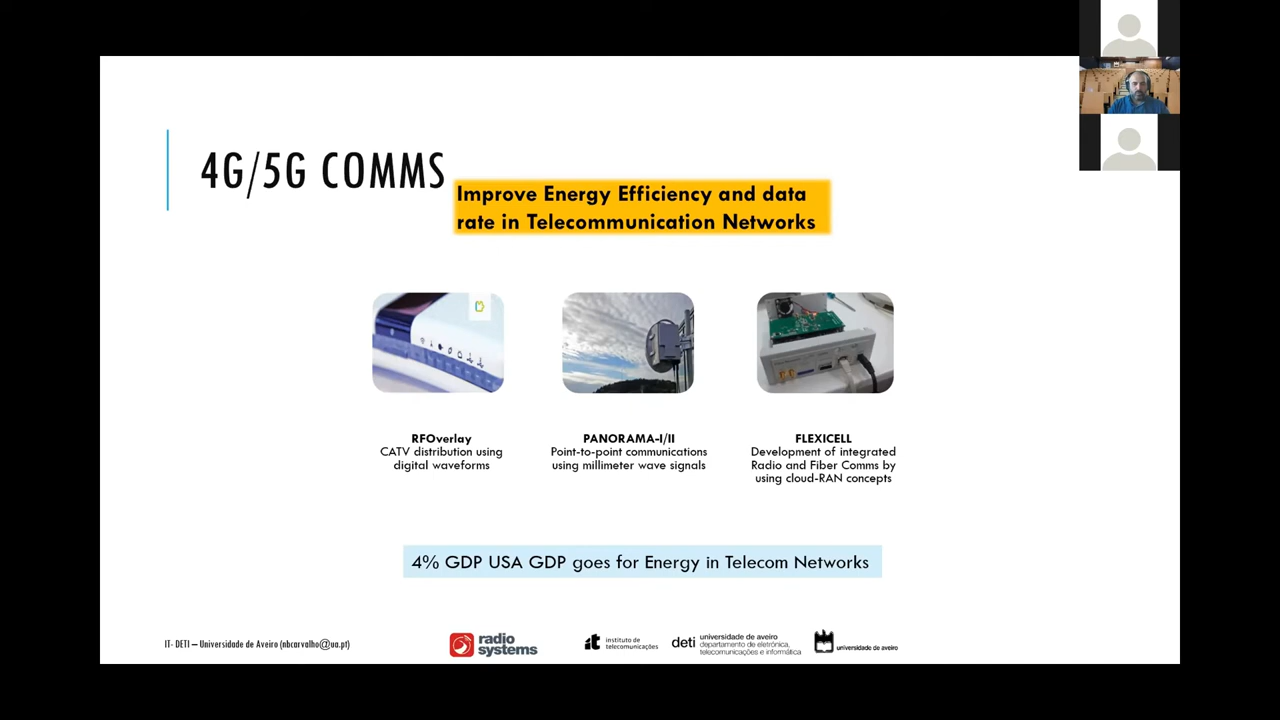 4G/5G COMMS
Improve Energy Efficiency and data
rate in Telecommunication Networks
RFOverlay
CATV distribution using
digital waveforms
PANORAMA-I/II
Point-to-point communications
using millimeter wave signals
FLEXICELL
Development of integrated
Radio and Fiber Comms by
using cloud-RAN concepts
4% GDP USA GDP goes for Energy in Telecom Networks
IT- DETI – Universidade de Aveiro (nbcarvalho@ua.pt)
radio
systems
it
instituto de
telecomunicações
deti
universidade de aveiro
departamento de eletrónica,
telecomunicações e informática
universidade de aveiro